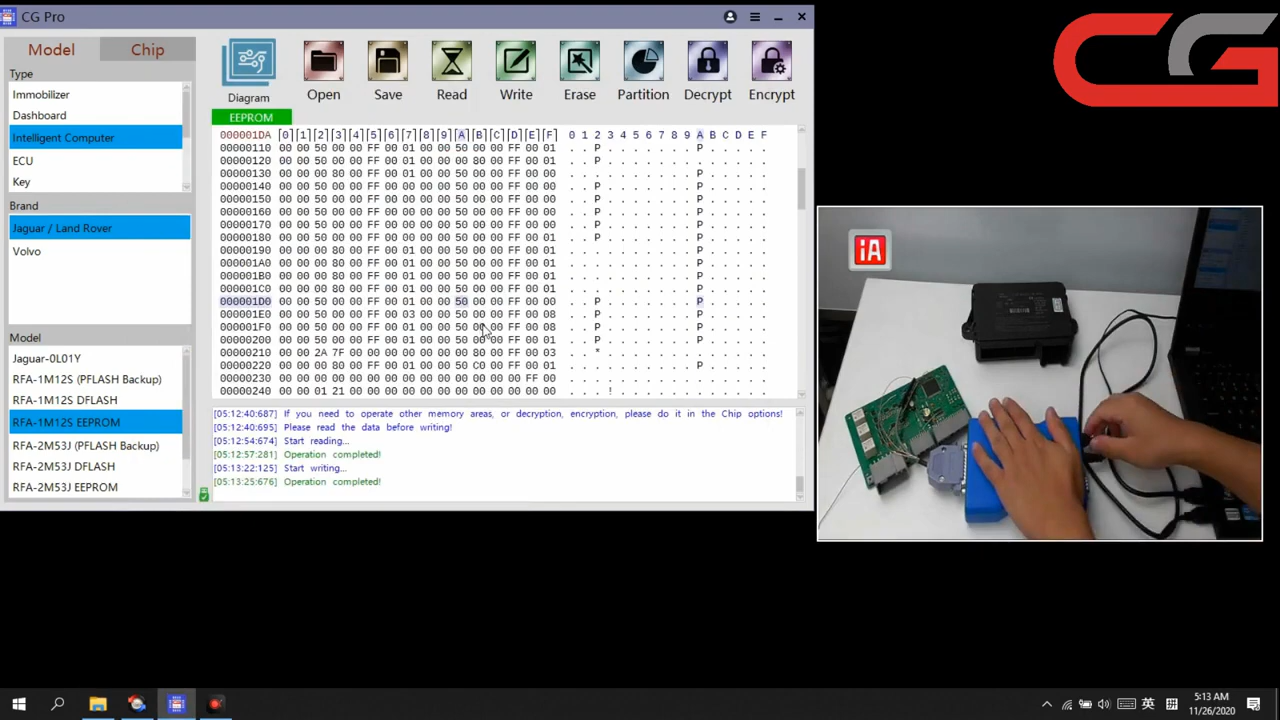 CG Pro
Model Chip
Type
Immobilizer
Dashboard
Intelligent Computer
ECU
Key
Brand
Jaguar / Land Rover
Volvo
Model
Jaguar-0L01Y
RFA-1M12S (PFLASH Backup)
RFA-1M12S DFLASH
RFA-1M12S EEPROM
RFA-2M53J (PFLASH Backup)
RFA-2M53J DFLASH
RFA-2M53J EEPROM
Diagram Open Save Read Write Erase Partition Decrypt Encrypt
EEPROM
000001DA [0][1][2][3][4][5][6][7][8][9][A][B][C][D][E][F] 0 1 2 3 4 5 6 7 8 9 A B C D E F
00000110 00 00 50 00 00 FF 00 01 00 00 50 00 00 FF 00 01 . . P . . . . . . . P . . . . .
00000120 00 00 50 00 00 FF 00 01 00 00 80 00 00 FF 00 01 . . P . . . . . . . . . . . . .
00000130 00 00 80 00 00 FF 00 01 00 00 50 00 00 FF 00 01 . . . . . . . . . . P . . . . .
00000140 00 00 50 00 00 FF 00 00 00 00 50 00 00 FF 00 00 . . P . . . . . . . P . . . . .
00000150 00 00 50 00 00 FF 00 00 00 00 50 00 00 FF 00 00 . . P . . . . . . . P . . . . .
00000160 00 00 50 00 00 FF 00 00 00 00 50 00 00 FF 00 00 . . P . . . . . . . P . . . . .
00000170 00 00 50 00 00 FF 00 00 00 00 50 00 00 FF 00 00 . . P . . . . . . . P . . . . .
00000180 00 00 50 00 00 FF 00 00 00 00 50 00 00 FF 00 01 . . P . . . . . . . P . . . . .
00000190 00 00 80 00 00 FF 00 01 00 00 50 00 00 FF 00 01 . . . . . . . . . . P . . . . .
000001A0 00 00 80 00 00 FF 00 01 00 00 50 00 00 FF 00 01 . . . . . . . . . . P . . . . .
000001B0 00 00 80 00 00 FF 00 01 00 00 50 00 00 FF 00 01 . . . . . . . . . . P . . . . .
000001C0 00 00 80 00 00 FF 00 01 00 00 50 00 00 FF 00 01 . . . . . . . . . . P . . . . .
000001D0 00 00 50 00 00 FF 00 01 00 00 50 00 00 FF 00 00 . . P . . . . . . . P . . . . .
000001E0 00 00 50 00 00 FF 00 03 00 00 50 00 00 FF 00 08 . . P . . . . . . . P . . . . .
000001F0 00 00 50 00 00 FF 00 01 00 00 50 00 00 FF 00 08 . . P . . . . . . . P . . . . .
00000200 00 00 50 00 00 FF 00 01 00 00 50 00 00 FF 00 01 . . P . . . . . . . P . . . . .
00000210 00 00 2A 7F 00 00 00 00 00 00 00 80 00 FF 00 03 . . * . . . . . . . . . . . . .
00000220 00 00 80 00 00 FF 00 01 00 00 50 C0 00 FF 00 01 . . . . . . . . . . P . . . . .
00000230 00 00 00 00 00 00 00 00 00 00 00 00 00 00 FF 00 . . . . . . . . . . . . . . . .
00000240 00 00 01 21 00 00 00 00 00 00 00 00 00 00 00 00 . . . ! . . . . . . . . . . . .
[05:12:40:687] If you need to operate other memory areas, or decryption, encryption, please do it in the Chip options!
[05:12:40:695] Please read the data before writing!
[05:12:54:674] Start reading...
[05:12:57:281] Operation completed!
[05:13:22:125] Start writing...
[05:13:25:676] Operation completed!
CG
iA
英 拼
5:13 AM
11/26/2020